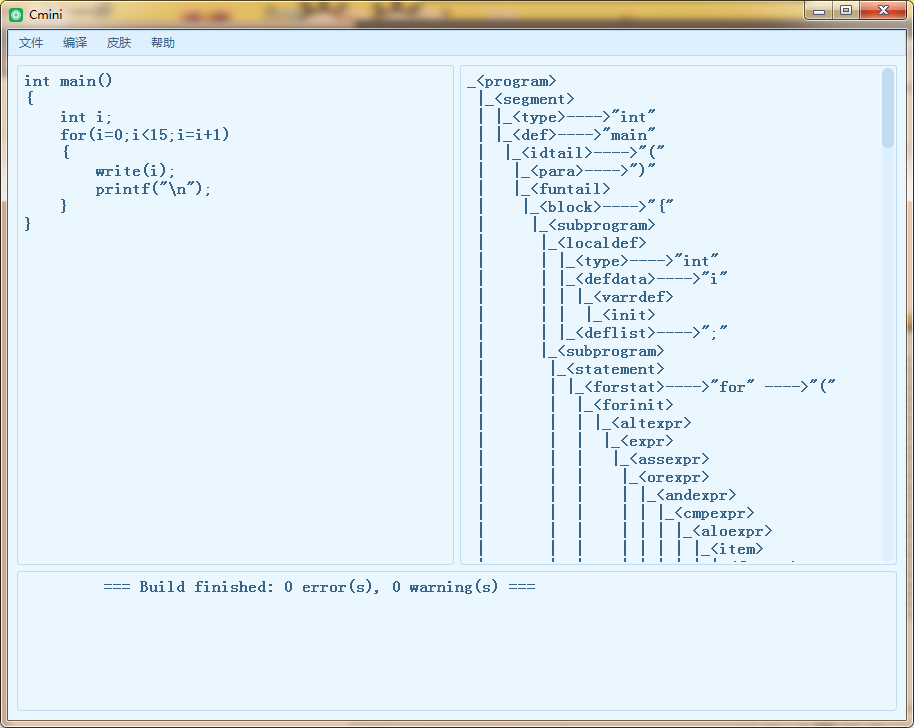 Cmini
文件 编译 皮肤 帮助
int main()
{
    int i;
    for(i=0;i<15;i=i+1)
    {
        write(i);
        printf("\n");
    }
}
_<program>
 |_<segment>
 | |_<type>---->"int"
 | |_<def>---->"main"
 |  |_<idtail>---->"("
 |   |_<para>---->")"
 |   |_<funtail>
 |    |_<block>---->"{"
 |     |_<subprogram>
 |      |_<localdef>
 |      | |_<type>---->"int"
 |      | |_<defdata>---->"i"
 |      | | |_<varrdef>
 |      | |  |_<init>
 |      | |_<deflist>---->";"
 |      |_<subprogram>
 |       |_<statement>
 |       | |_<forstat>---->"for" ---->"("
 |       |  |_<forinit>
 |       |  | |_<altexpr>
 |       |  |  |_<expr>
 |       |  |   |_<assexpr>
 |       |  |    |_<orexpr>
 |       |  |    | |_<andexpr>
 |       |  |    | | |_<cmpexpr>
 |       |  |    | | | |_<aloexpr>
 |       |  |    | | | | |_<item>
=== Build finished: 0 error(s), 0 warning(s) ===